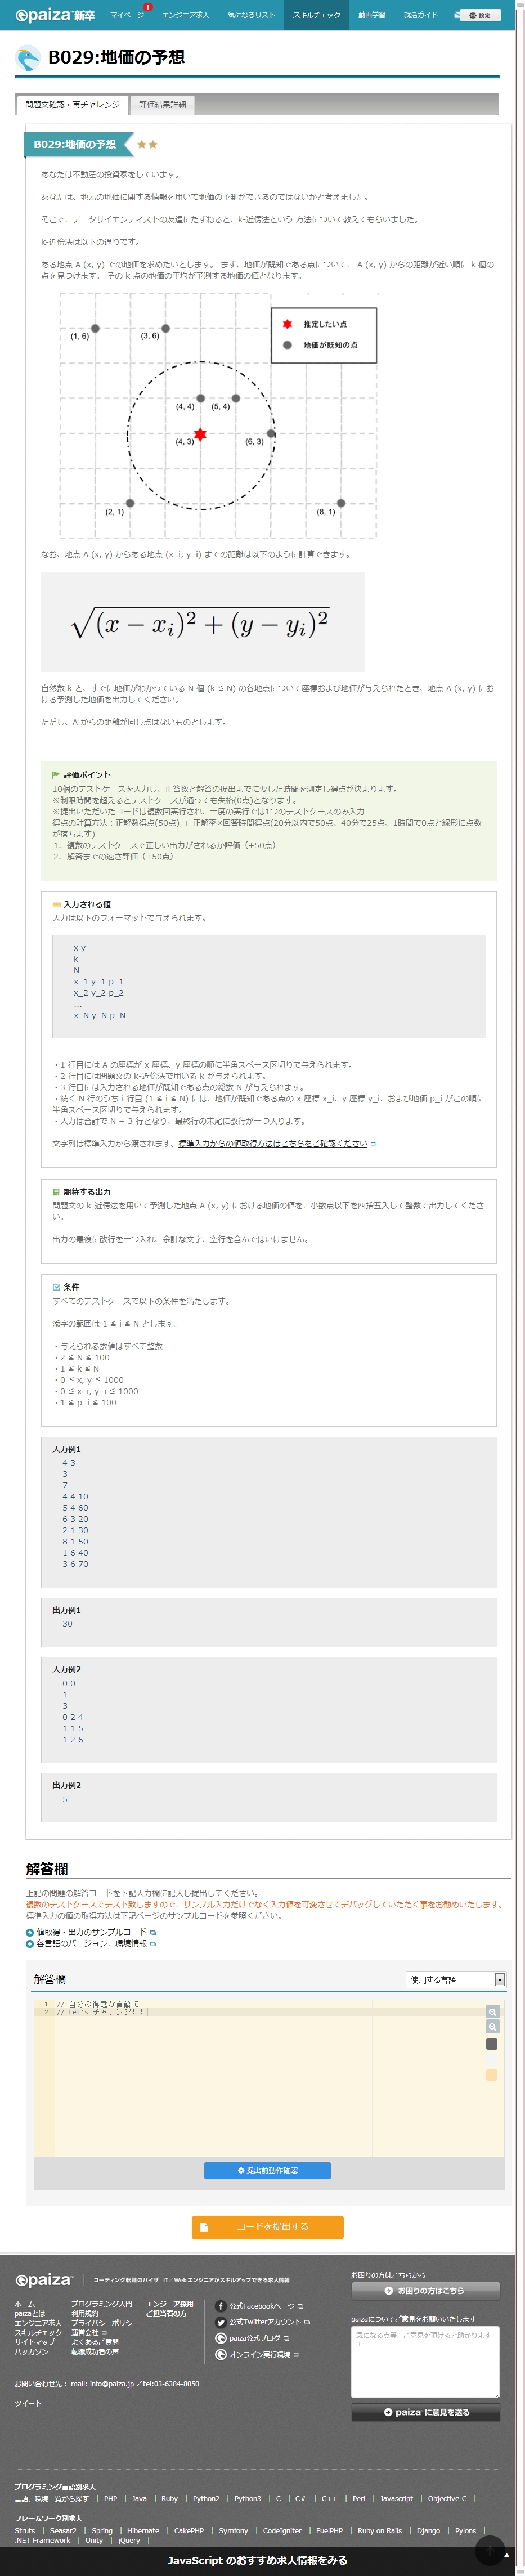 paiza新卒
マイページ
!
エンジニア求人
気になるリスト
スキルチェック
動画学習
就活ガイド
設定
B029:地価の予想
問題文確認・再チャレンジ
評価結果詳細
B029:地価の予想
あなたは不動産の投資家をしています。
あなたは、地元の地価に関する情報を用いて地価の予測ができるのではないかと考えました。
そこで、データサイエンティストの友達にたずねると、k-近傍法という 方法について教えてもらいました。
k-近傍法は以下の通りです。
ある地点 A (x, y) での地価を求めたいとします。 まず、地価が既知である点について、 A (x, y) からの距離が近い順に k 個の
点を見つけます。 その k 点の地価の平均が予測する地価の値となります。
推定したい点
地価が既知の点
(1, 6)
(3, 6)
(4, 4)
(5, 4)
(4, 3)
(6, 3)
(2, 1)
(8, 1)
なお、地点 A (x, y) からある地点 (x_i, y_i) までの距離は以下のように計算できます。
√(x − xᵢ)² + (y − yᵢ)²
自然数 k と、すでに地価がわかっている N 個 (k ≦ N) の各地点について座標および地価が与えられたとき、地点 A (x, y) にお
ける予測した地価を出力してください。
ただし、A からの距離が同じ点はないものとします。
評価ポイント
10個のテストケースを入力し、正答数と解答の提出までに要した時間を測定し得点が決まります。
※制限時間を超えるとテストケースが通っても失格(0点)となります。
※提出いただいたコードは複数回実行され、一度の実行では1つのテストケースのみ入力
得点の計算方法：正解数得点(50点) ＋ 正解率×回答時間得点(20分以内で50点、40分で25点、1時間で0点と線形に点数
が落ちます)
1．複数のテストケースで正しい出力がされるか評価（+50点）
2．解答までの速さ評価（+50点）
入力される値
入力は以下のフォーマットで与えられます。
x y
k
N
x_1 y_1 p_1
x_2 y_2 p_2
...
x_N y_N p_N
・1 行目には A の座標が x 座標、y 座標の順に半角スペース区切りで与えられます。
・2 行目には問題文の k-近傍法で用いる k が与えられます。
・3 行目には入力される地価が既知である点の総数 N が与えられます。
・続く N 行のうち i 行目 (1 ≦ i ≦ N) には、地価が既知である点の x 座標 x_i、y 座標 y_i、および地価 p_i がこの順に
半角スペース区切りで与えられます。
・入力は合計で N + 3 行となり、最終行の末尾に改行が一つ入ります。
文字列は標準入力から渡されます。標準入力からの値取得方法はこちらをご確認ください
期待する出力
問題文の k-近傍法を用いて予測した地点 A (x, y) における地価の値を、小数点以下を四捨五入して整数で出力してくださ
い。
出力の最後に改行を一つ入れ、余計な文字、空行を含んではいけません。
条件
すべてのテストケースで以下の条件を満たします。
添字の範囲は 1 ≦ i ≦ N とします。
・与えられる数値はすべて整数
・2 ≦ N ≦ 100
・1 ≦ k ≦ N
・0 ≦ x, y ≦ 1000
・0 ≦ x_i, y_i ≦ 1000
・1 ≦ p_i ≦ 100
入力例1
4 3
3
7
4 4 10
5 4 60
6 3 20
2 1 30
8 1 50
1 6 40
3 6 70
出力例1
30
入力例2
0 0
1
3
0 2 4
1 1 5
1 2 6
出力例2
5
解答欄
上記の問題の解答コードを下記入力欄に記入し提出してください。
複数のテストケースでテスト致しますので、サンプル入力だけでなく入力値を可変させてデバッグしていただく事をお勧めいたします。
標準入力の値の取得方法は下記ページのサンプルコードを参照ください。
値取得・出力のサンプルコード
各言語のバージョン、環境情報
解答欄
使用する言語
1 // 自分の得意な言語で
2 // Let's チャレンジ！！
提出前動作確認
コードを提出する
paiza
コーディング転職のパイザ IT／Webエンジニアがスキルアップできる求人情報
ホーム
paizaとは
エンジニア求人
スキルチェック
サイトマップ
ハッカソン
プログラミング入門
利用規約
プライバシーポリシー
運営会社
よくあるご質問
転職成功者の声
エンジニア採用
ご担当者の方
公式Facebookページ
公式Twitterアカウント
paiza公式ブログ
オンライン実行環境
お困りの方はこちらから
お困りの方はこちら
paizaについてご意見をお願いいたします
気になる点等、ご意見を頂けると助かります
！
paizaに意見を送る
お問い合わせ先： mail: info@paiza.jp ／tel:03-6384-8050
ツイート
プログラミング言語別求人
言語、環境一覧から探す | PHP | Java | Ruby | Python2 | Python3 | C | C# | C++ | Perl | Javascript | Objective-C |
フレームワーク別求人
Struts | Seasar2 | Spring | Hibernate | CakePHP | Symfony | CodeIgniter | FuelPHP | Ruby on Rails | Django | Pylons |
.NET Framework | Unity | jQuery |
JavaScript のおすすめ求人情報をみる